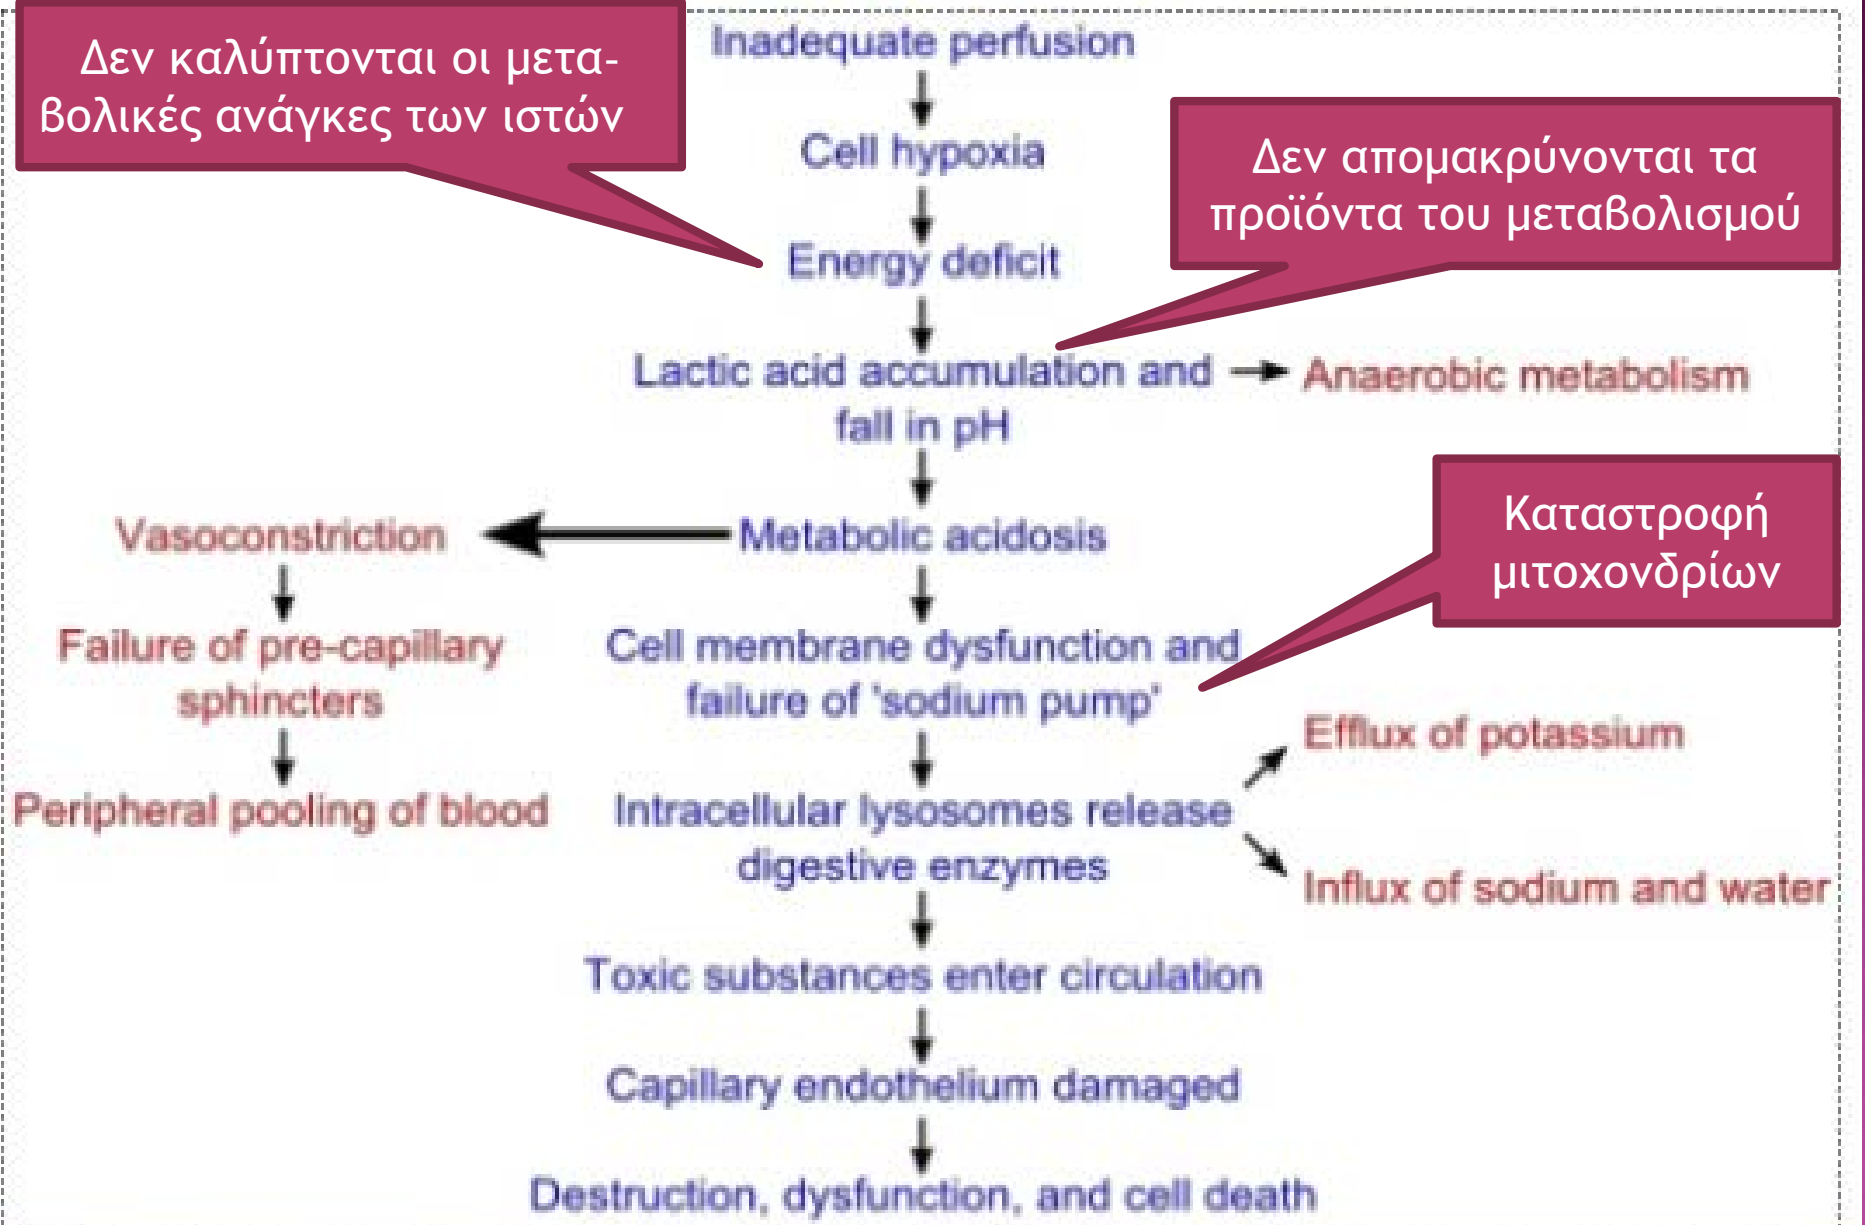 Δεν καλύπτονται οι μετα-
βολικές ανάγκες των ιστών
Inadequate perfusion
Cell hypoxia
Δεν απομακρύνονται τα
προϊόντα του μεταβολισμού
Energy deficit
Lactic acid accumulation and
fall in pH
Anaerobic metabolism
Καταστροφή
μιτοχονδρίων
Vasoconstriction
Metabolic acidosis
Failure of pre-capillary
sphincters
Cell membrane dysfunction and
failure of 'sodium pump'
Efflux of potassium
Peripheral pooling of blood
Intracellular lysosomes release
digestive enzymes
Influx of sodium and water
Toxic substances enter circulation
Capillary endothelium damaged
Destruction, dysfunction, and cell death